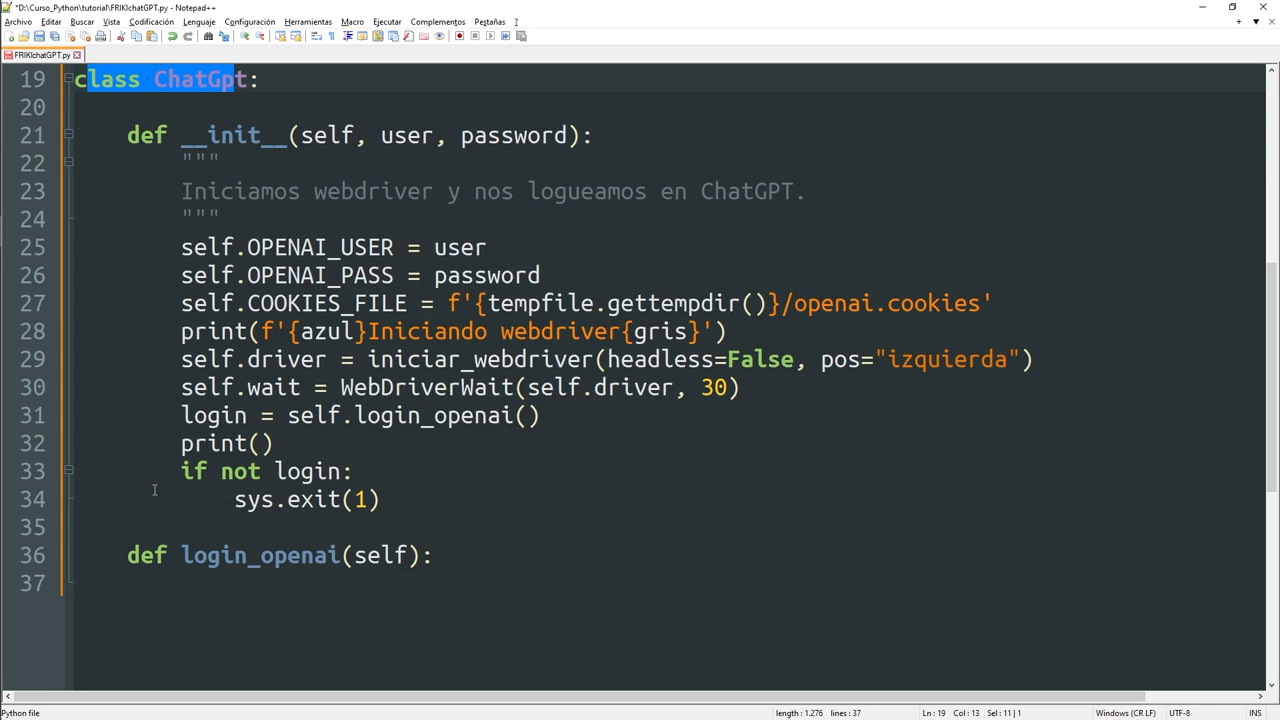 *D:\Curso_Python\tutorial\FRIKIchatGPT.py - Notepad++
Archivo Editar Buscar Vista Codificación Lenguaje Configuración Herramientas Macro Ejecutar Complementos Pestañas ?
FRIKIchatGPT.py
19 class ChatGpt:
20
21 def __init__(self, user, password):
22 """
23 Iniciamos webdriver y nos logueamos en ChatGPT.
24 """
25 self.OPENAI_USER = user
26 self.OPENAI_PASS = password
27 self.COOKIES_FILE = f'{tempfile.gettempdir()}/openai.cookies'
28 print(f'{azul}Iniciando webdriver{gris}')
29 self.driver = iniciar_webdriver(headless=False, pos="izquierda")
30 self.wait = WebDriverWait(self.driver, 30)
31 login = self.login_openai()
32 print()
33 if not login:
34 sys.exit(1)
35
36 def login_openai(self):
37
Python file length : 1.276 lines : 37 Ln : 19 Col : 13 Sel : 11 | 1 Windows (CR LF) UTF-8 INS